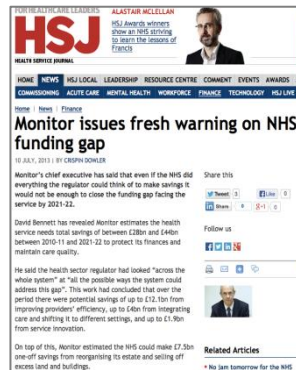 FOR HEALTHCARE LEADERS
HSJ
HEALTH SERVICE JOURNAL
ALASTAIR MCLELLAN
HSJ Awards winners
show an NHS striving
to learn the lessons of
Francis
HOME NEWS HSJ LOCAL LEADERSHIP RESOURCE CENTRE COMMENT EVENTS AWARDS
COMMISSIONING ACUTE CARE MENTAL HEALTH WORKFORCE FINANCE TECHNOLOGY HSJ LIVE
Home | News | Finance
Monitor issues fresh warning on NHS
funding gap
10 JULY, 2013 | BY CRISPIN DOWLER
Monitor's chief executive has said that even if the NHS did
everything the regulator could think of to make savings it
would not be enough to close the funding gap facing the
service by 2021-22.
David Bennett has revealed Monitor estimates the health
service needs total savings of between £28bn and £44bn
between 2010-11 and 2021-22 to protect its finances and
maintain care quality.
He said the health sector regulator had looked "across the
whole system" at "all the possible ways the system could
address this gap". This work had concluded that over the
period there were potential savings of up to £12.1bn from
improving providers' efficiency, up to £4bn from integrating
care and shifting it to different settings, and up to £1.9bn
from service innovation.
On top of this, Monitor estimated the NHS could make £7.5bn
one-off savings from reorganising its estate and selling off
excess land and buildings.
Share this
Tweet 3 Like 0
Share 8 +1 0
Follow us
Related Articles
No jam tomorrow for the NHS